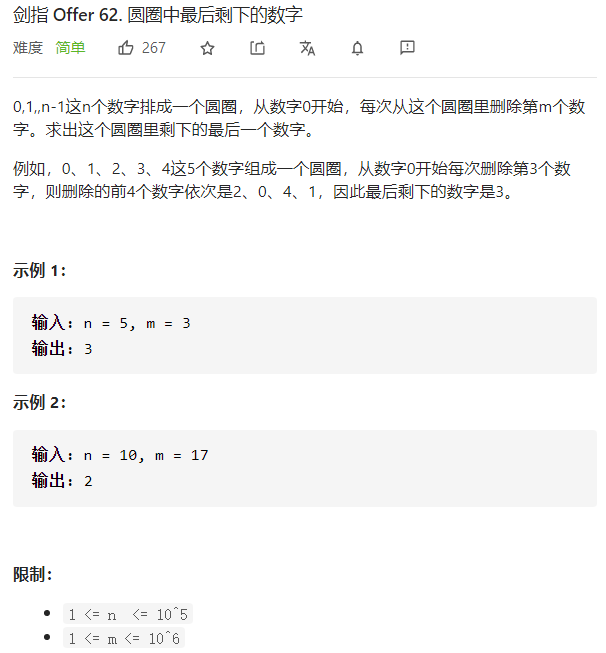 剑指 Offer 62. 圆圈中最后剩下的数字
难度 简单 267
0,1,,n-1这n个数字排成一个圆圈，从数字0开始，每次从这个圆圈里删除第m个数
字。求出这个圆圈里剩下的最后一个数字。
例如，0、1、2、3、4这5个数字组成一个圆圈，从数字0开始每次删除第3个数
字，则删除的前4个数字依次是2、0、4、1，因此最后剩下的数字是3。
示例 1：
输入：n = 5, m = 3
输出：3
示例 2：
输入：n = 10, m = 17
输出：2
限制：
1 <= n <= 10^5
1 <= m <= 10^6